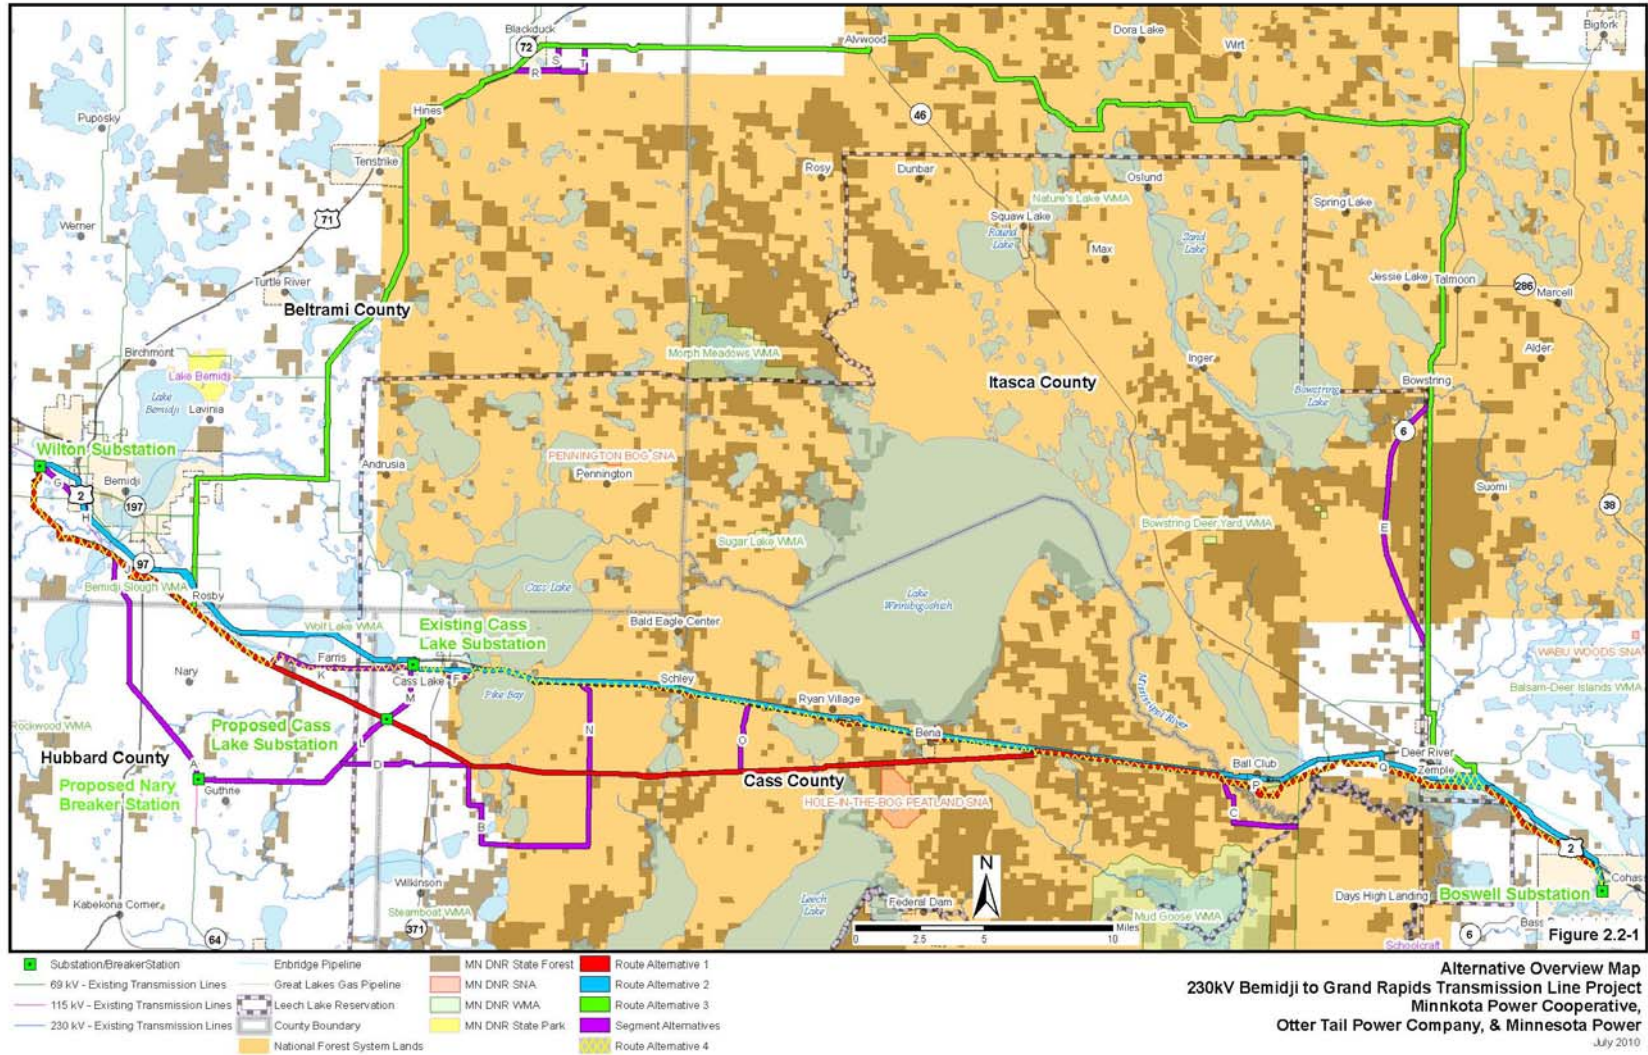 Blackduck
72
S
T
R
Alvwood
Dora Lake
Wirt
Bigfork
Hines
Puposky
46
Tenstrike
Rosy
Dunbar
Oslund
Nature's Lake WMA
Spring Lake
71
Werner
Squaw Lake
Round
Lake
Max
Sand
Lake
Jessie Lake
Talmoon
286
Marcell
Turtle River
Beltrami County
Birchmont
Morph Meadows WMA
Inger
Alder
Lake Bemidji
Lake
Bemidji
Lavinia
Itasca County
Bowstring
Lake
Bowstring
6
Wilton Substation
PENNINGTON BOG SNA
Andrusia
Pennington
G
2
Bemidji
197
H
Suomi
38
E
Bowstring Deer Yard WMA
Sugar Lake WMA
97
Bemidji Slough WMA
Rosby
Cass Lake
Lake
Winnibigoshish
Wolf Lake WMA
Existing Cass
Lake Substation
Bald Eagle Center
WABU WOODS SNA
Farris
K
Nary
Cass Lake
F
M
Pike Bay
Schley
Ryan Village
Mississippi River
Balsam-Deer Islands WMA
Rockwood WMA
Proposed Cass
Lake Substation
N
O
Bena
L
Hubbard County
A
D
Cass County
Ball Club
P
Q
Deer River
Zemple
Proposed Nary
Breaker Station
Guthrie
HOLE-IN-THE-BOG PEATLAND SNA
C
B
2
Wilkinson
Steamboat WMA
371
Kabekona Corner
64
Leech
Lake
Federal Dam
N
Miles
2.5
5
10
Mud Goose WMA
Days High Landing
Boswell Substation
Cohass
Bass
6
Schoolcraft
Figure 2.2-1
Substation/BreakerStation
69 kV - Existing Transmission Lines
115 kV - Existing Transmission Lines
230 kV - Existing Transmission Lines
Enbridge Pipeline
Great Lakes Gas Pipeline
Leech Lake Reservation
County Boundary
National Forest System Lands
MN DNR State Forest
MN DNR SNA
MN DNR WMA
MN DNR State Park
Route Alternative 1
Route Alternative 2
Route Alternative 3
Segment Alternatives
Route Alternative 4
Alternative Overview Map
230kV Bemidji to Grand Rapids Transmission Line Project
Minnkota Power Cooperative,
Otter Tail Power Company, & Minnesota Power
July 2010